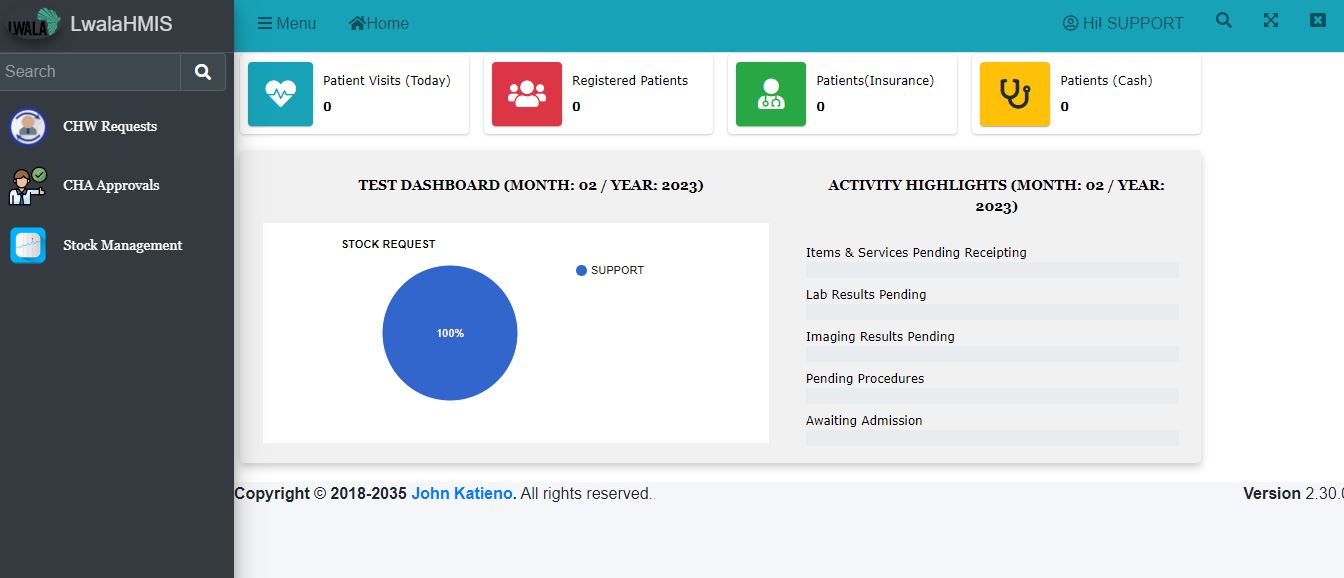 LWALA
LwalaHMIS
Menu
Home
Hi! SUPPORT
Search
CHW Requests
CHA Approvals
Stock Management
Patient Visits (Today)
0
Registered Patients
0
Patients(Insurance)
0
Patients (Cash)
0
TEST DASHBOARD (MONTH: 02 / YEAR: 2023)
STOCK REQUEST
SUPPORT
100%
ACTIVITY HIGHLIGHTS (MONTH: 02 / YEAR:
2023)
Items & Services Pending Receipting
Lab Results Pending
Imaging Results Pending
Pending Procedures
Awaiting Admission
Copyright © 2018-2035 John Katieno. All rights reserved.
Version 2.30.